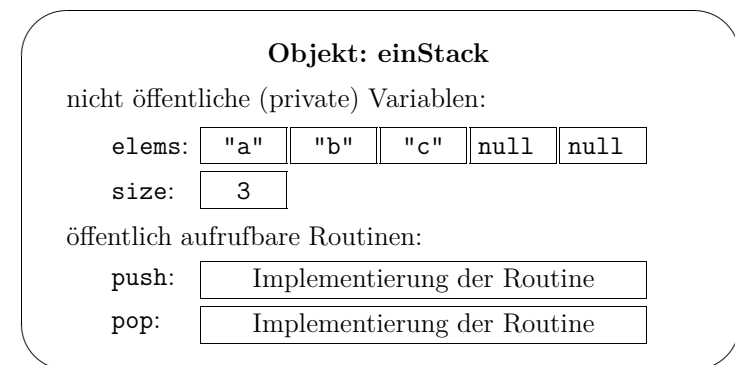 Objekt: einStack
nicht öffentliche (private) Variablen:
elems: "a" "b" "c" null null
size: 3
öffentlich aufrufbare Routinen:
push: Implementierung der Routine
pop: Implementierung der Routine